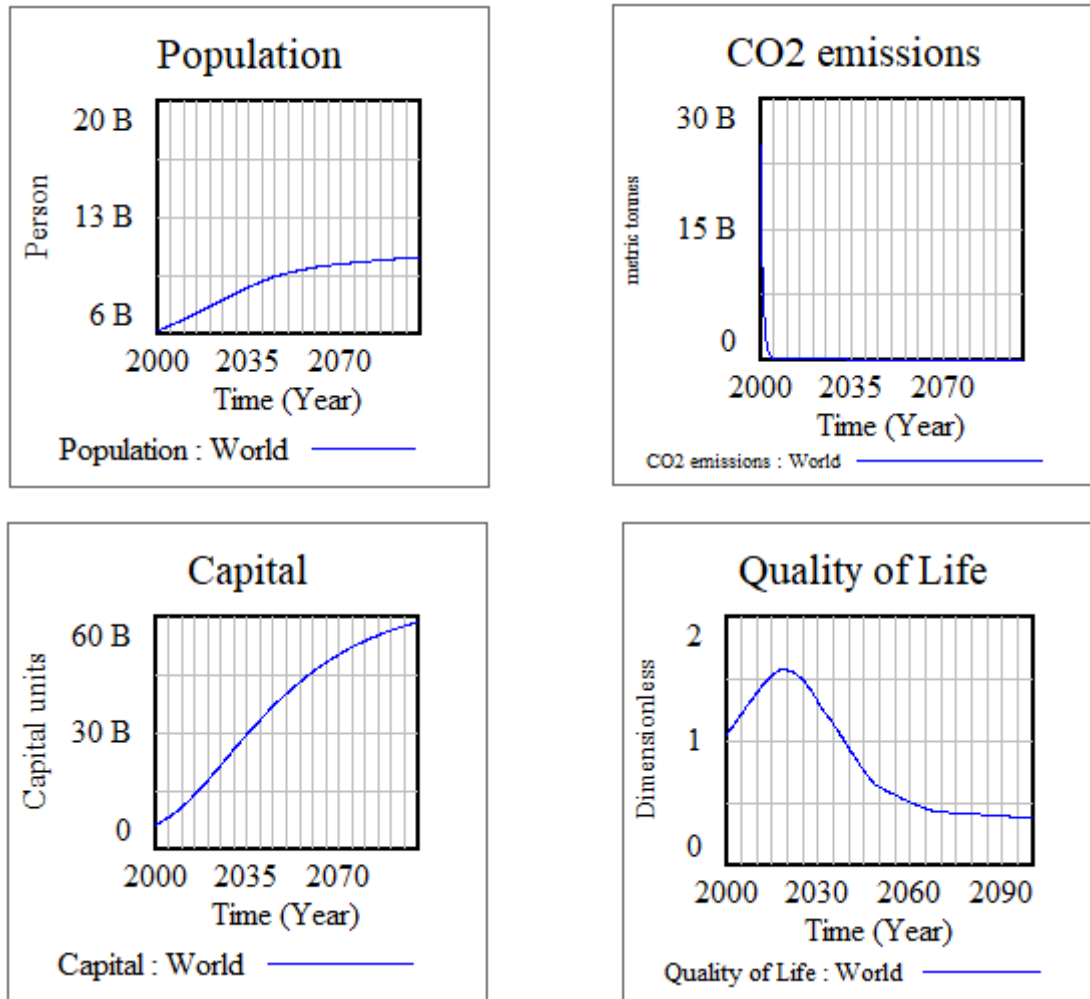 Population
20 B
13 B
6 B
Person
2000 2035 2070
Time (Year)
Population : World
CO2 emissions
30 B
15 B
0
metric tonnes
2000 2035 2070
Time (Year)
CO2 emissions : World
Capital
60 B
30 B
0
Capital units
2000 2035 2070
Time (Year)
Capital : World
Quality of Life
2
1
0
Dimensionless
2000 2030 2060 2090
Time (Year)
Quality of Life : World